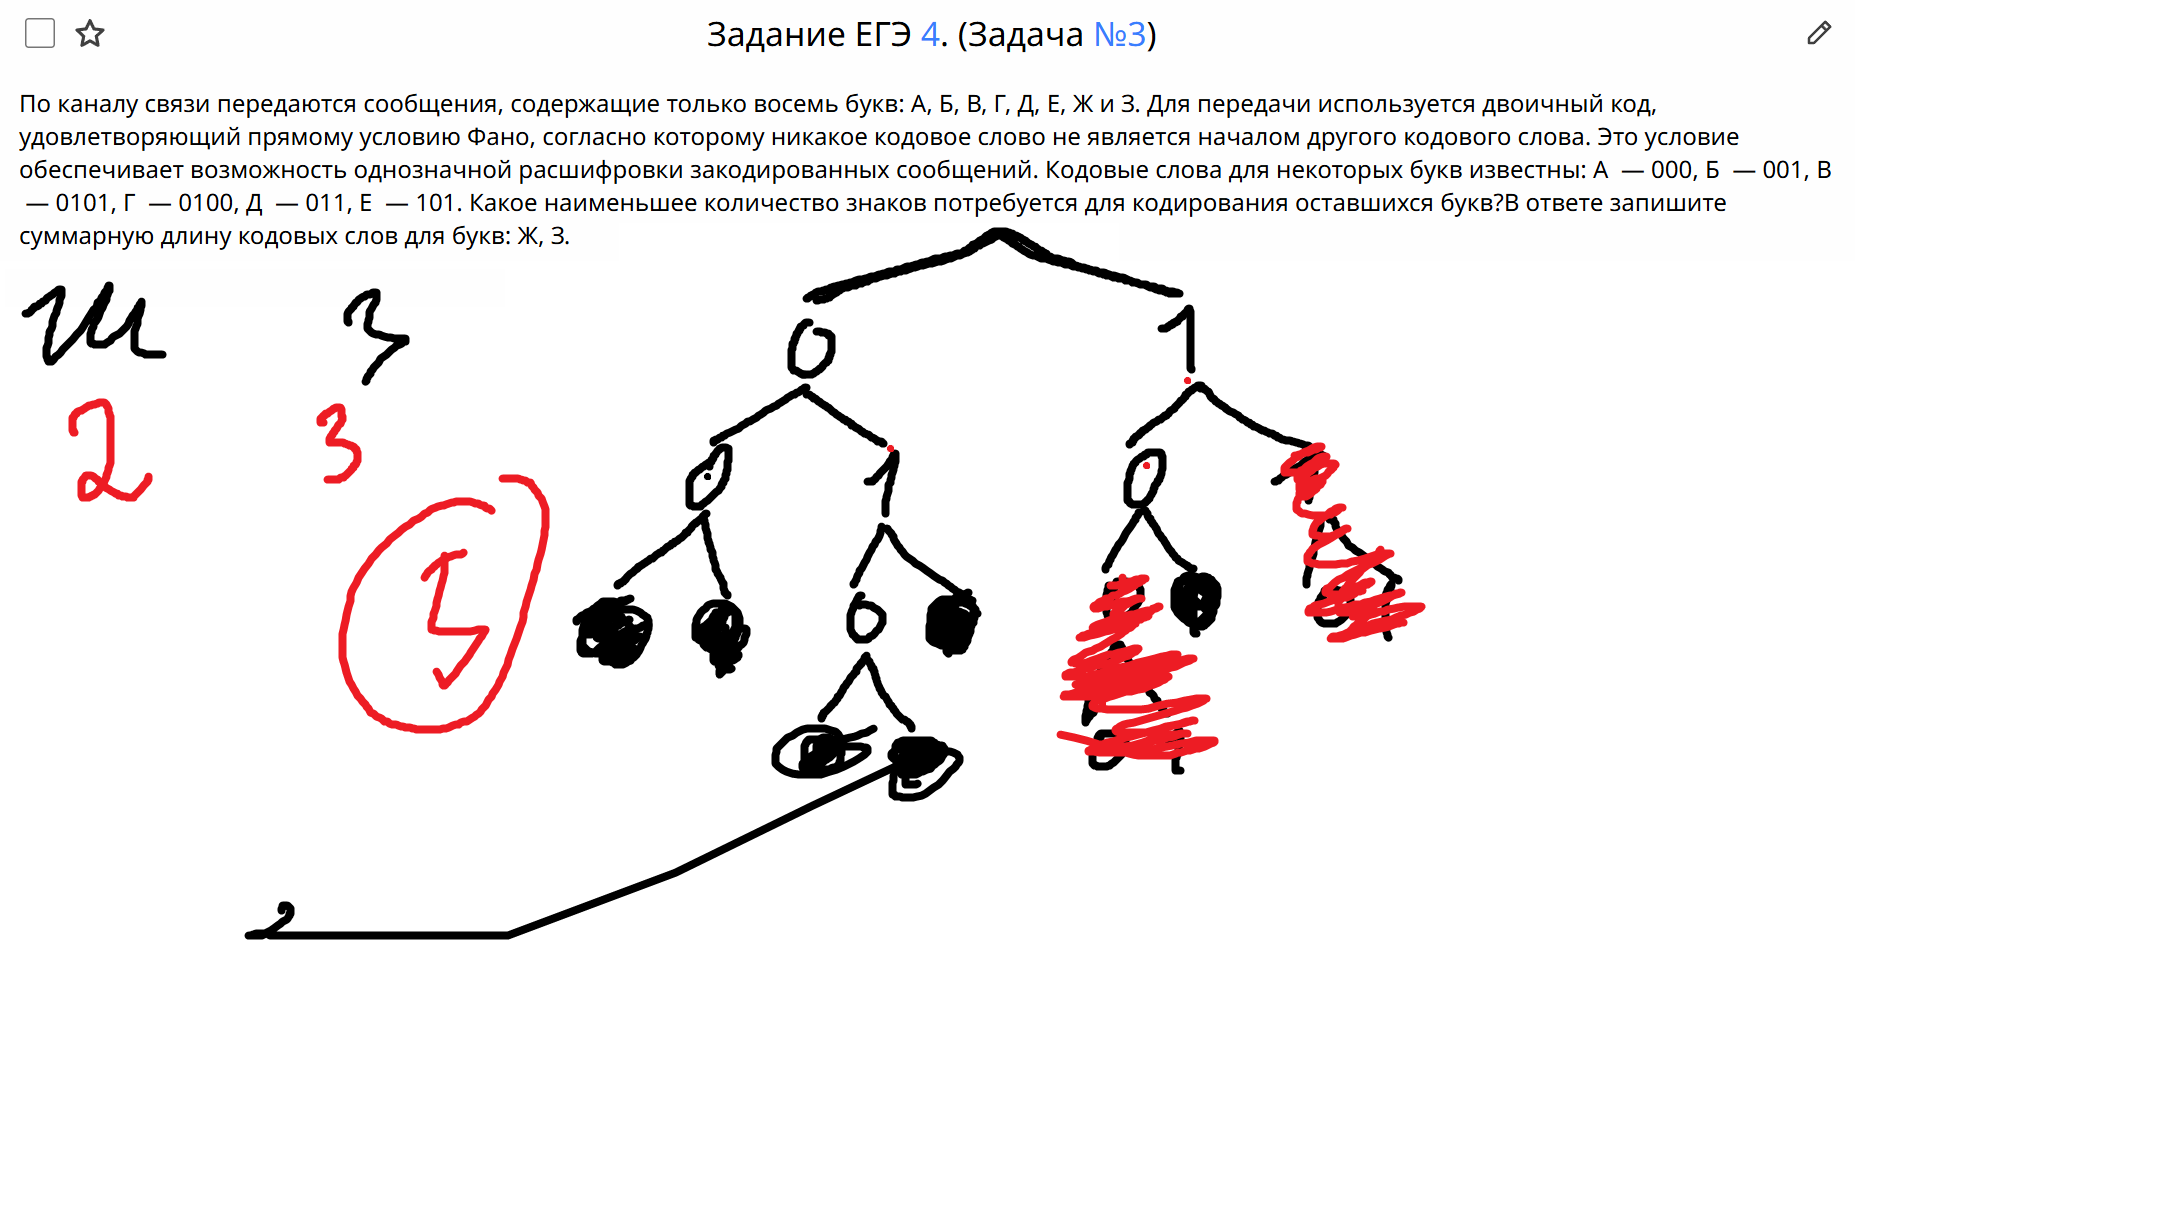 Задание ЕГЭ 4. (Задача №3)
По каналу связи передаются сообщения, содержащие только восемь букв: А, Б, В, Г, Д, Е, Ж и З. Для передачи используется двоичный код,
удовлетворяющий прямому условию Фано, согласно которому никакое кодовое слово не является началом другого кодового слова. Это условие
обеспечивает возможность однозначной расшифровки закодированных сообщений. Кодовые слова для некоторых букв известны: А — 000, Б — 001, В
— 0101, Г — 0100, Д — 011, Е — 101. Какое наименьшее количество знаков потребуется для кодирования оставшихся букв?В ответе запишите
суммарную длину кодовых слов для букв: Ж, З.
0 1
З
2 3
0 1 0
0